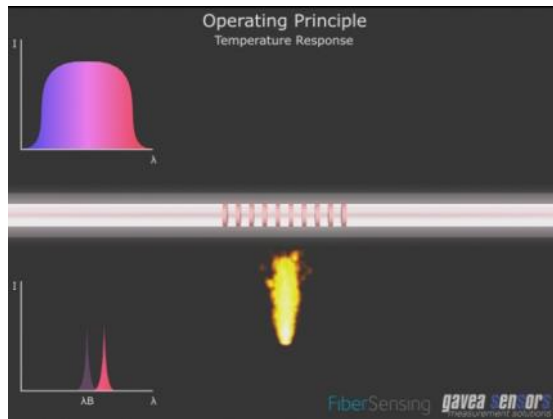 Operating Principle
Temperature Response
I
λ
I
λB
λ
FiberSensing
gavea sensors
measurement solutions